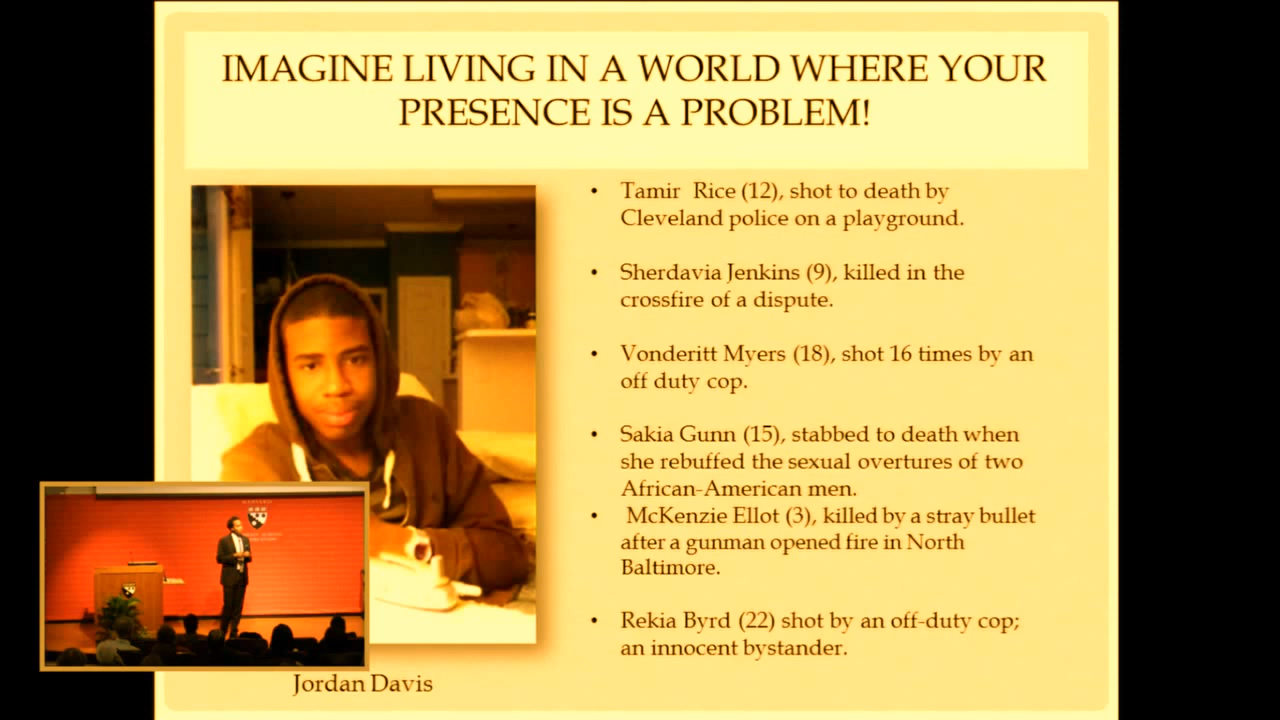 IMAGINE LIVING IN A WORLD WHERE YOUR
PRESENCE IS A PROBLEM!
• Tamir Rice (12), shot to death by
Cleveland police on a playground.
• Sherdavia Jenkins (9), killed in the
crossfire of a dispute.
• Vonderitt Myers (18), shot 16 times by an
off duty cop.
• Sakia Gunn (15), stabbed to death when
she rebuffed the sexual overtures of two
African-American men.
• McKenzie Ellot (3), killed by a stray bullet
after a gunman opened fire in North
Baltimore.
• Rekia Byrd (22) shot by an off-duty cop;
an innocent bystander.
Jordan Davis